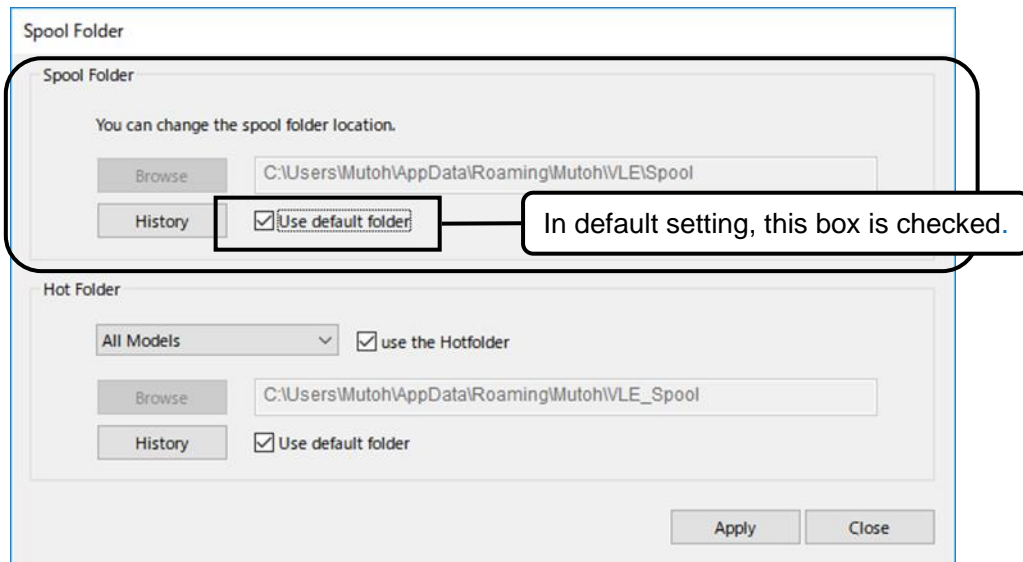 Spool Folder
Spool Folder
You can change the spool folder location.
Browse
C:\Users\Mutoh\AppData\Roaming\Mutoh\VLE\Spool
History
Use default folder
In default setting, this box is checked.
Hot Folder
All Models
use the Hotfolder
Browse
C:\Users\Mutoh\AppData\Roaming\Mutoh\VLE_Spool
History
Use default folder
Apply
Close